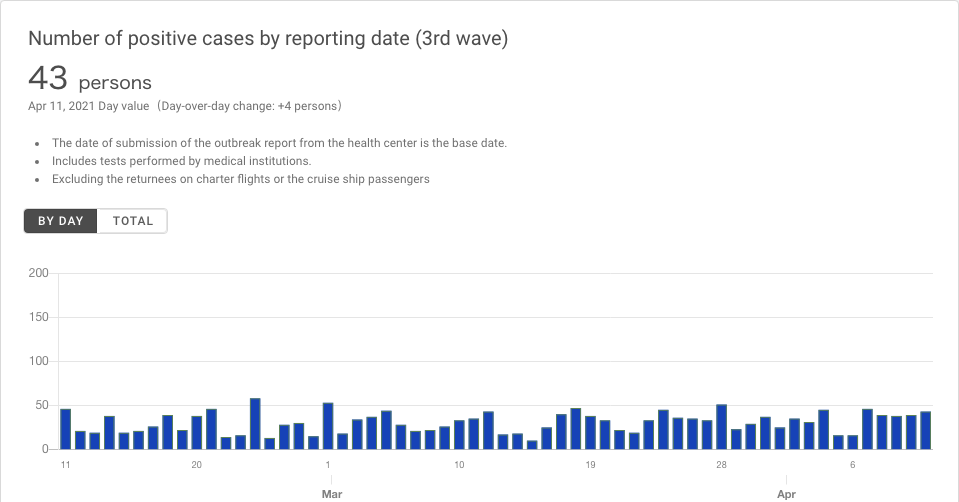 Number of positive cases by reporting date (3rd wave)
43 persons
Apr 11, 2021 Day value（Day-over-day change: +4 persons）
• The date of submission of the outbreak report from the health center is the base date.
• Includes tests performed by medical institutions.
• Excluding the returnees on charter flights or the cruise ship passengers
BY DAY TOTAL
200
150
100
50
0
11 20 1 10 19 28 6
Mar Apr